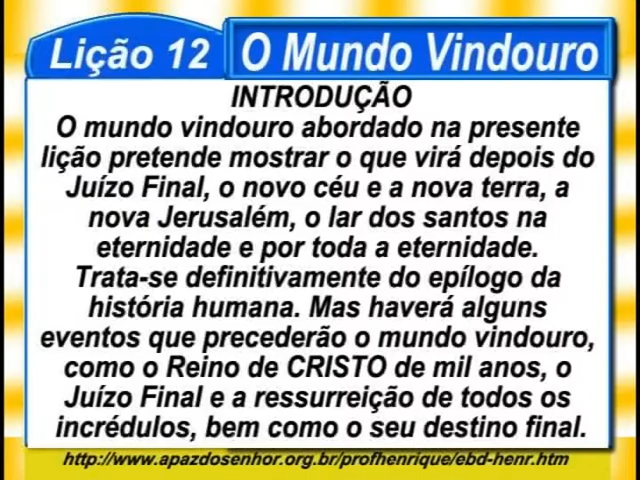 Lição 12
O Mundo Vindouro
INTRODUÇÃO
O mundo vindouro abordado na presente
lição pretende mostrar o que virá depois do
Juízo Final, o novo céu e a nova terra, a
nova Jerusalém, o lar dos santos na
eternidade e por toda a eternidade.
Trata-se definitivamente do epílogo da
história humana. Mas haverá alguns
eventos que precederão o mundo vindouro,
como o Reino de CRISTO de mil anos, o
Juízo Final e a ressurreição de todos os
incrédulos, bem como o seu destino final.
http://www.apazdosenhor.org.br/profhenrique/ebd-henr.htm